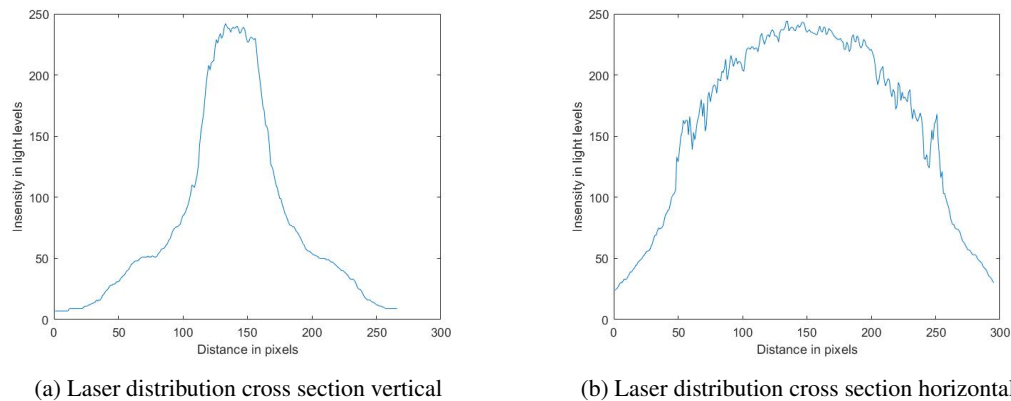 250
200
150
100
50
0
Insensity in light levels
0 50 100 150 200 250 300
Distance in pixels
(a) Laser distribution cross section vertical
250
200
150
100
50
0
Insensity in light levels
0 50 100 150 200 250 300
Distance in pixels
(b) Laser distribution cross section horizontal